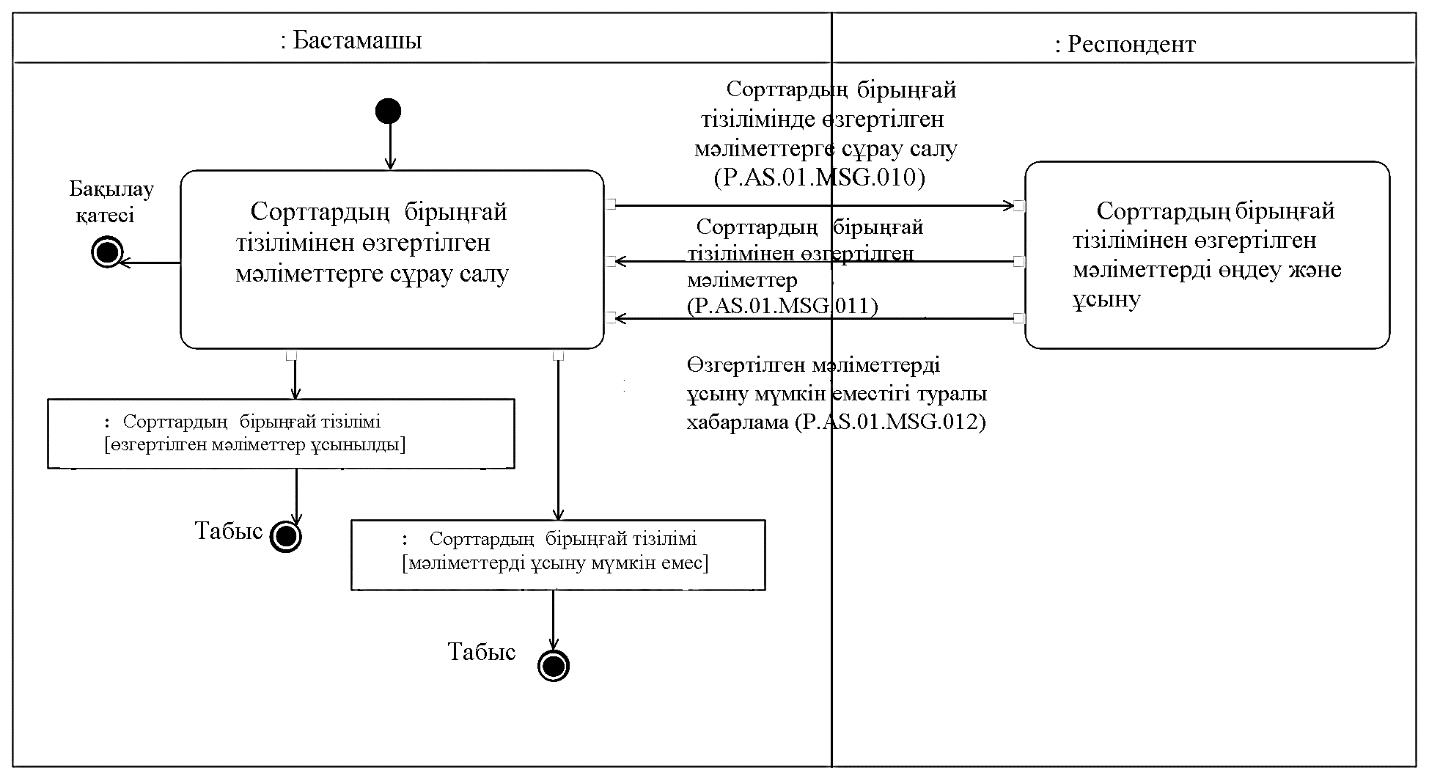 : Бастамашы
: Респондент
Сорттардың бірыңғай
тізілімінде өзгертілген
мәліметтерге сұрау салу
(P.AS.01.MSG.010)
Бақылау
қатесі
Сорттардың бірыңғай
тізілімінен өзгертілген
мәліметтерге сұрау салу
Сорттардың бірыңғай
тізілімінен өзгертілген
мәліметтер
(P.AS.01.MSG.011)
Сорттардың бірыңғай
тізілімінен өзгертілген
мәліметтерді өңдеу және
ұсыну
Өзгертілген мәліметтерді
ұсыну мүмкін еместігі туралы
хабарлама (P.AS.01.MSG.012)
: Сорттардың бірыңғай тізілімі
[өзгертілген мәліметтер ұсынылды]
Табыс
: Сорттардың бірыңғай тізілімі
[мәліметтерді ұсыну мүмкін емес]
Табыс